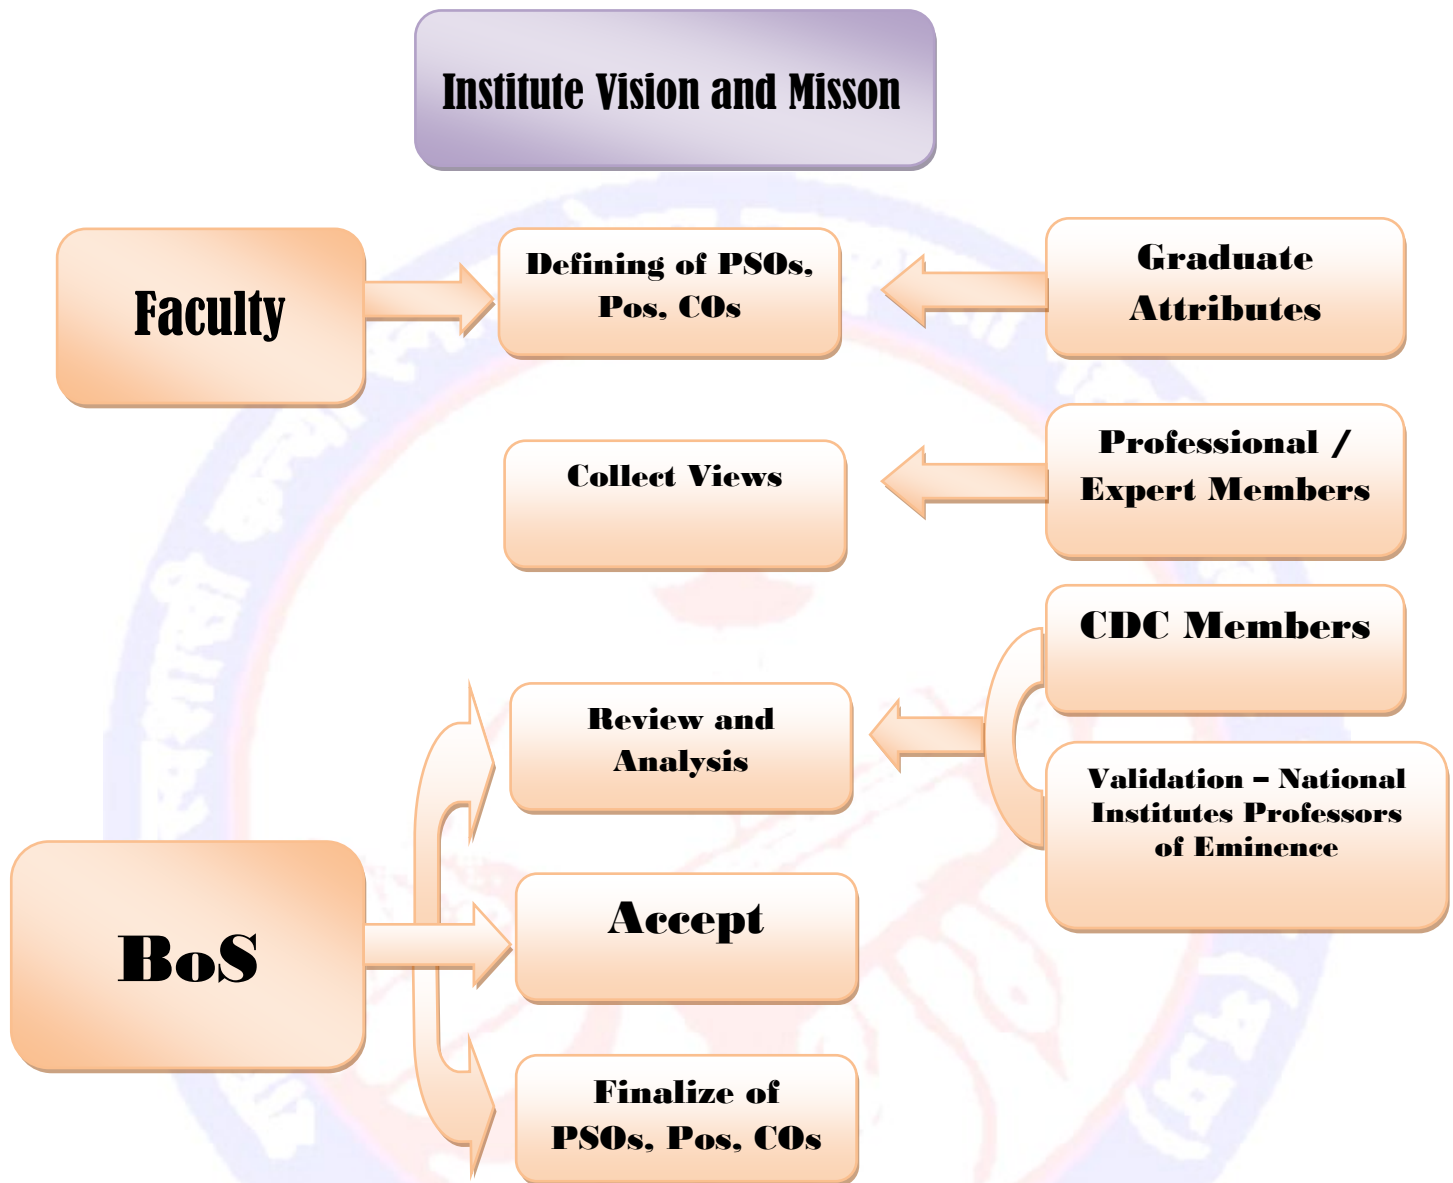 Institute Vision and Misson
Faculty
Defining of PSOs,
Pos, COs
Graduate
Attributes
Collect Views
Professional /
Expert Members
CDC Members
Review and
Analysis
Validation – National
Institutes Professors
of Eminence
BoS
Accept
Finalize of
PSOs, Pos, COs